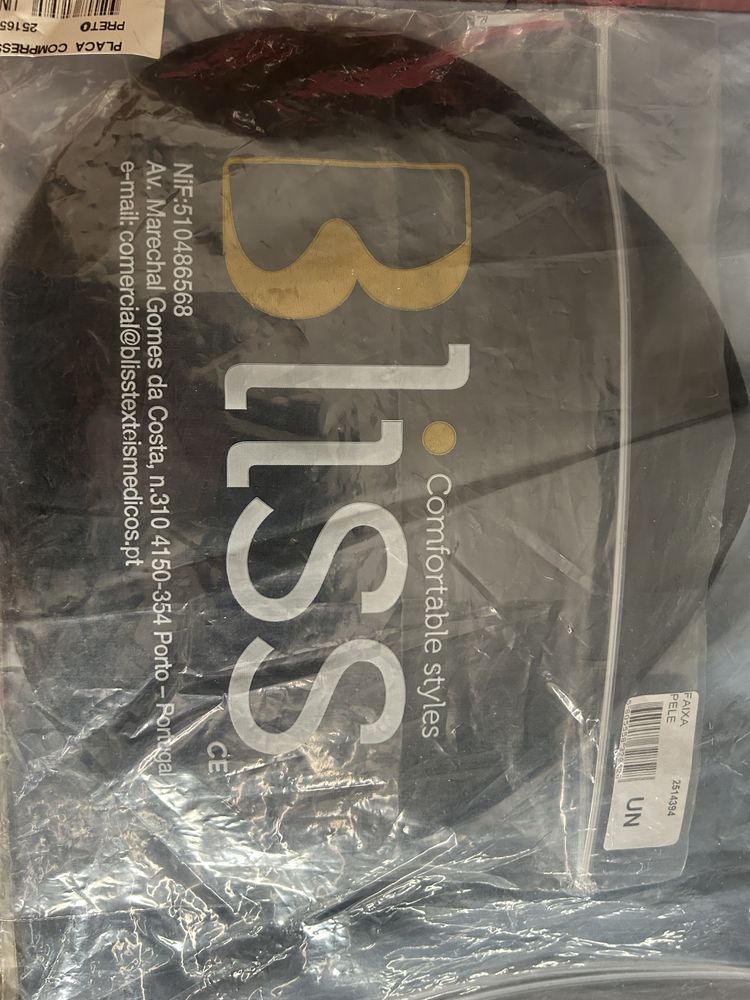 Bliss
Comfortable styles
CE
NiF:510486568
Av. Marechal Gomes da Costa, n.310 4150-354 Porto – Portugal
e-mail: comercial@blisstexteismedicos.pt
FAIXA
PELE
2514394
UN
PLACA COMPRESS
PRETO 25165
UN